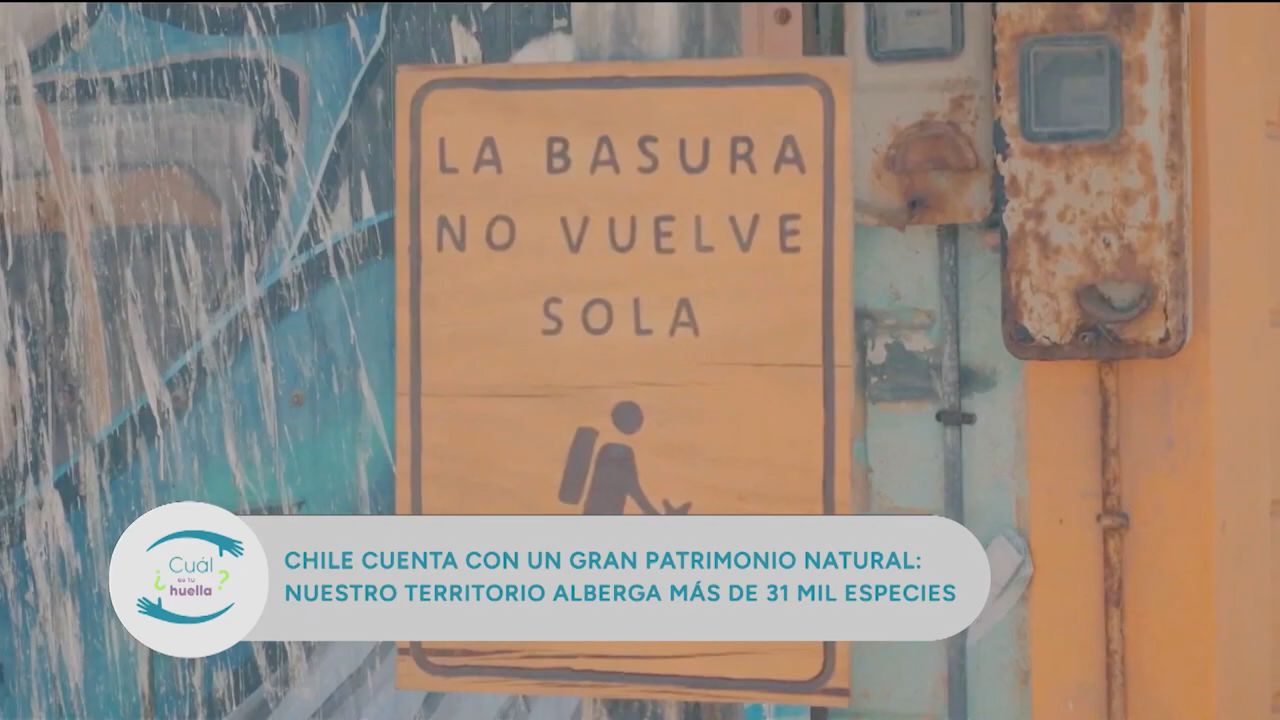 LA BASURA
NO VUELVE
SOLA
¿Cuál
es tu
huella?
CHILE CUENTA CON UN GRAN PATRIMONIO NATURAL:
NUESTRO TERRITORIO ALBERGA MÁS DE 31 MIL ESPECIES